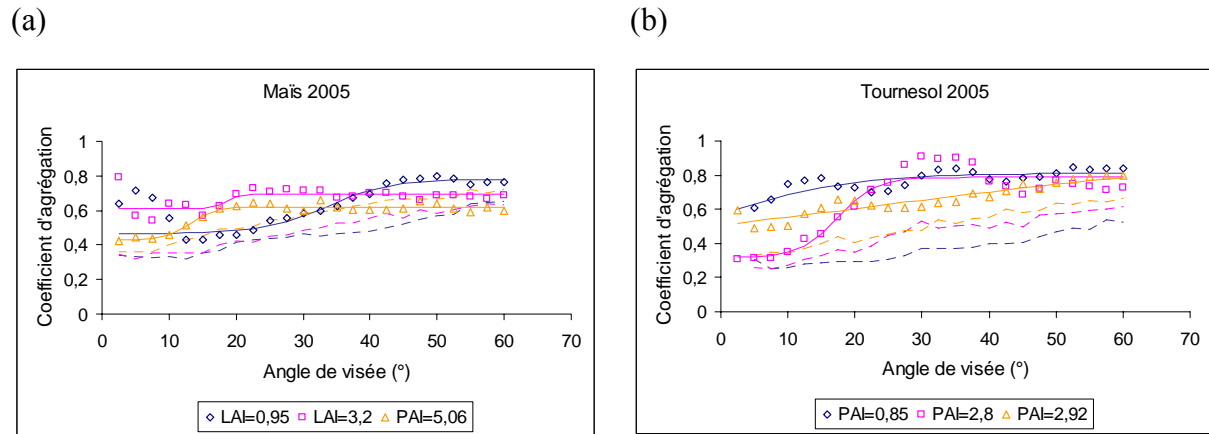 (a)
(b)
Maïs 2005
Coefficient d'agrégation
1
0,8
0,6
0,4
0,2
0
0 10 20 30 40 50 60 70
Angle de visée (°)
LAI=0,95 LAI=3,2 PAI=5,06
Tournesol 2005
Coefficient d'agrégation
1
0,8
0,6
0,4
0,2
0
0 10 20 30 40 50 60 70
Angle de visée (°)
PAI=0,85 PAI=2,8 PAI=2,92